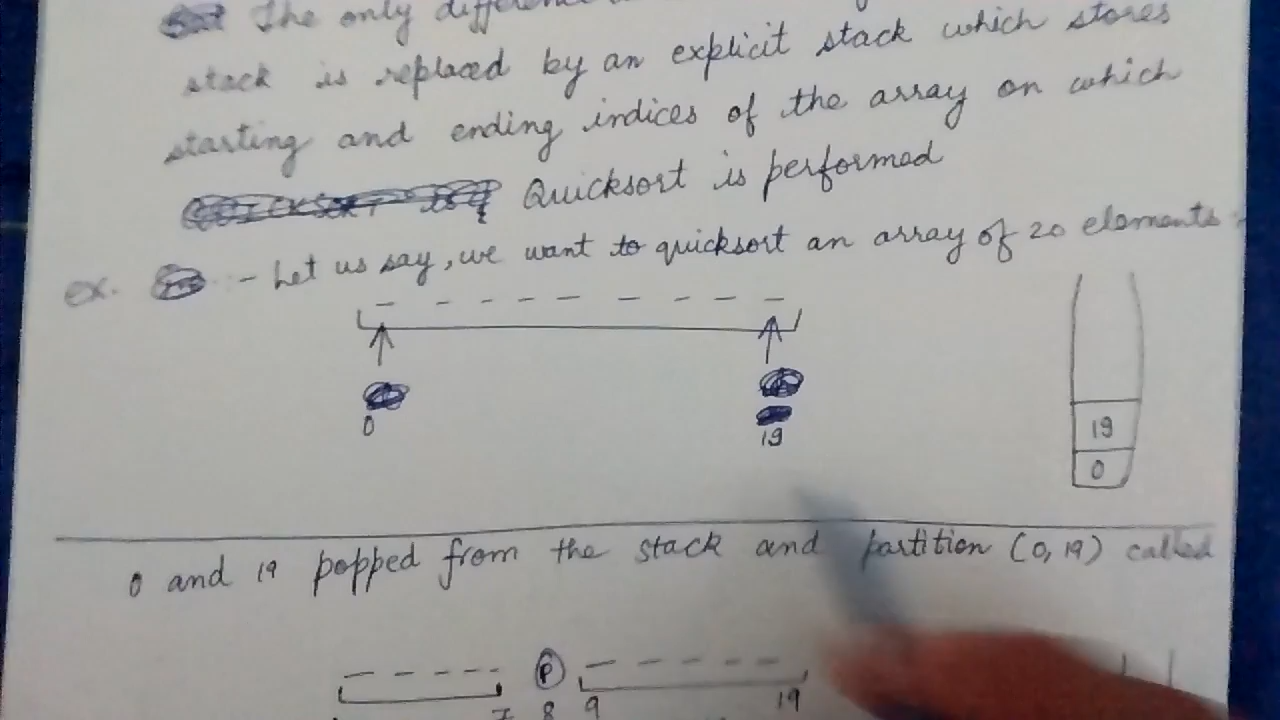 The only difference
stack is replaced by an explicit stack which stores
starting and ending indices of the array on which
Quicksort is performed
ex. - Let us say, we want to quicksort an array of 20 elements
0 19
19
0
0 and 19 popped from the stack and partition (0, 19) called
P
7 8 9 19